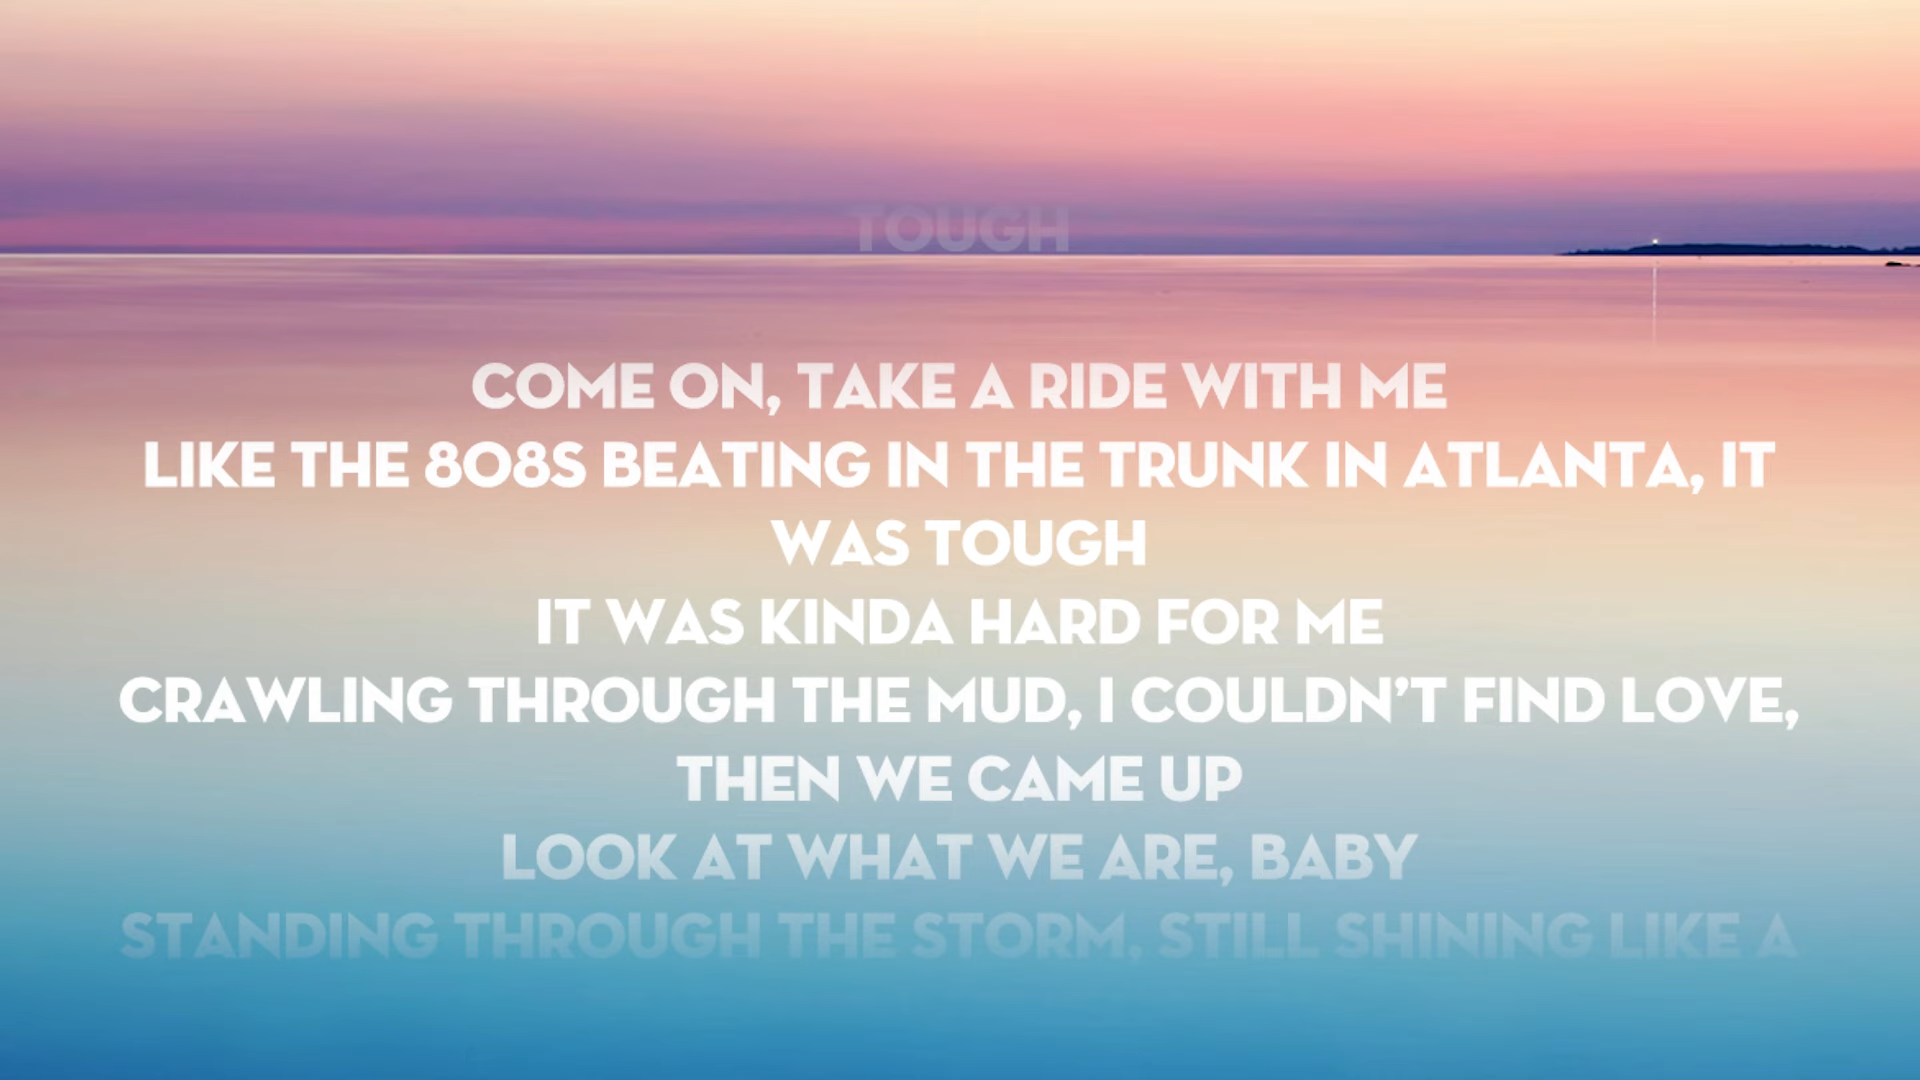 TOUGH
COME ON, TAKE A RIDE WITH ME
LIKE THE 808S BEATING IN THE TRUNK IN ATLANTA, IT
WAS TOUGH
IT WAS KINDA HARD FOR ME
CRAWLING THROUGH THE MUD, I COULDN'T FIND LOVE,
THEN WE CAME UP
LOOK AT WHAT WE ARE, BABY
STANDING THROUGH THE STORM, STILL SHINING LIKE A